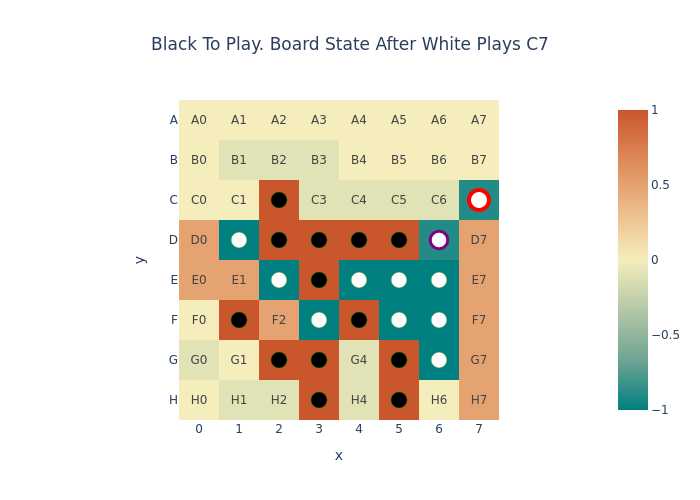 Black To Play. Board State After White Plays C7
A A0 A1 A2 A3 A4 A5 A6 A7
B B0 B1 B2 B3 B4 B5 B6 B7
C C0 C1 C3 C4 C5 C6
D D0 D7
E E0 E1 E7
F F0 F2 F7
G G0 G1 G4 G7
H H0 H1 H2 H4 H6 H7
0 1 2 3 4 5 6 7
x
y
1
0.5
0
−0.5
−1